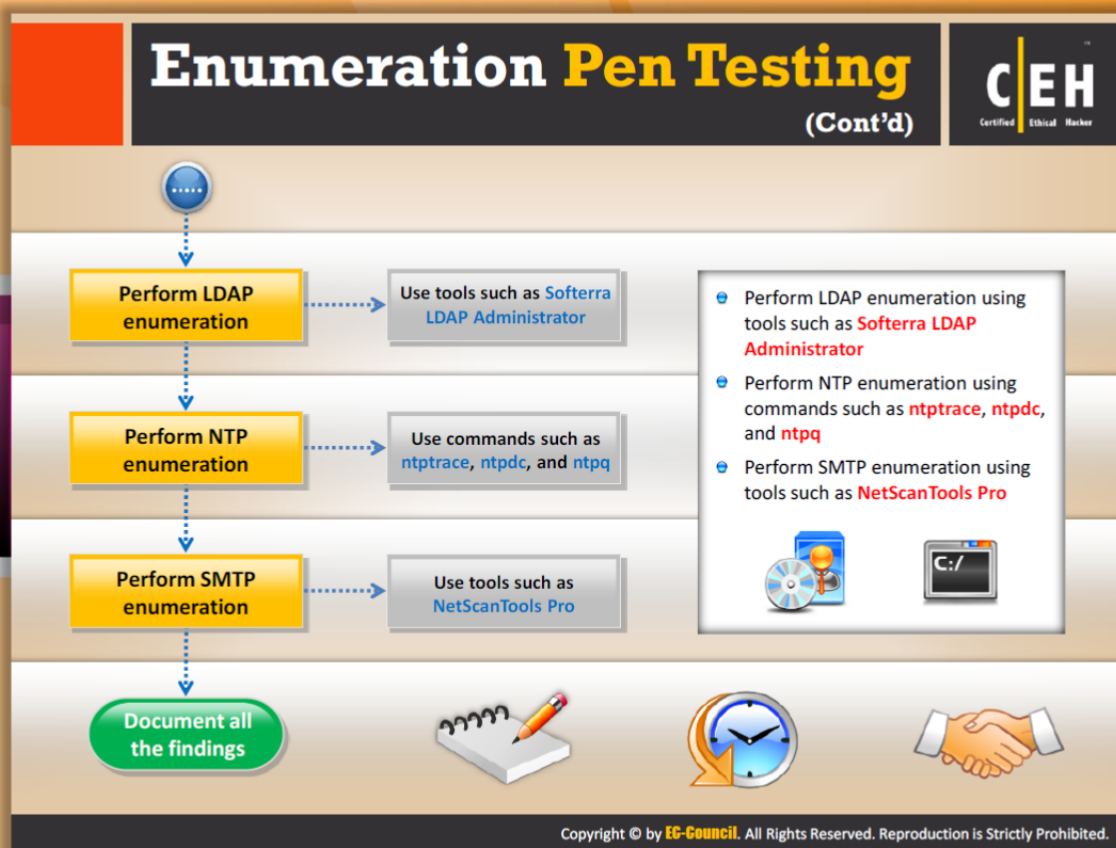 Enumeration Pen Testing
(Cont'd)
CEH
TM
Certified Ethical Hacker
.....
Perform LDAP
enumeration
Use tools such as Softerra
LDAP Administrator
Perform NTP
enumeration
Use commands such as
ntptrace, ntpdc, and ntpq
Perform SMTP
enumeration
Use tools such as
NetScanTools Pro
Document all
the findings
Perform LDAP enumeration using
tools such as Softerra LDAP
Administrator
Perform NTP enumeration using
commands such as ntptrace, ntpdc,
and ntpq
Perform SMTP enumeration using
tools such as NetScanTools Pro
C:/
Copyright © by EC-Council. All Rights Reserved. Reproduction is Strictly Prohibited.